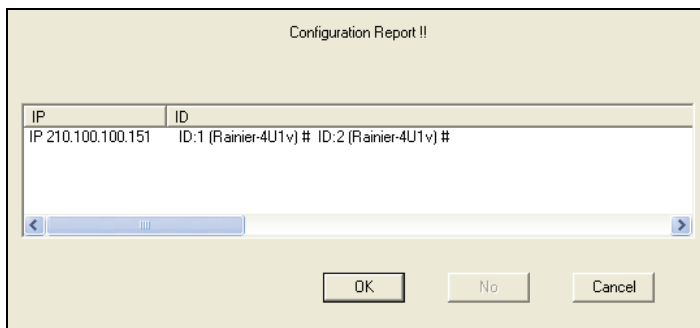 Configuration Report !!
IP ID
IP 210.100.100.151 ID:1 (Rainier-4U1v) # ID:2 (Rainier-4U1v) #
OK No Cancel